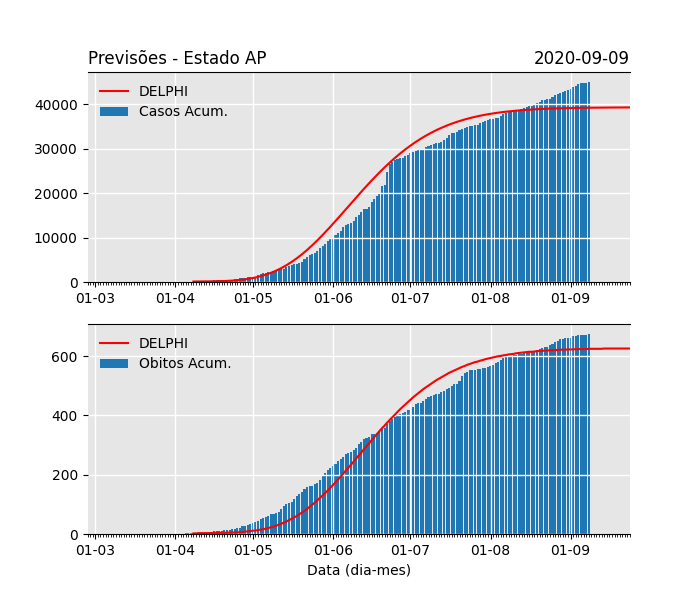 Previsões - Estado AP 2020-09-09
DELPHI
Casos Acum.
40000
30000
20000
10000
0
01-03 01-04 01-05 01-06 01-07 01-08 01-09
DELPHI
Obitos Acum.
600
400
200
0
01-03 01-04 01-05 01-06 01-07 01-08 01-09
Data (dia-mes)